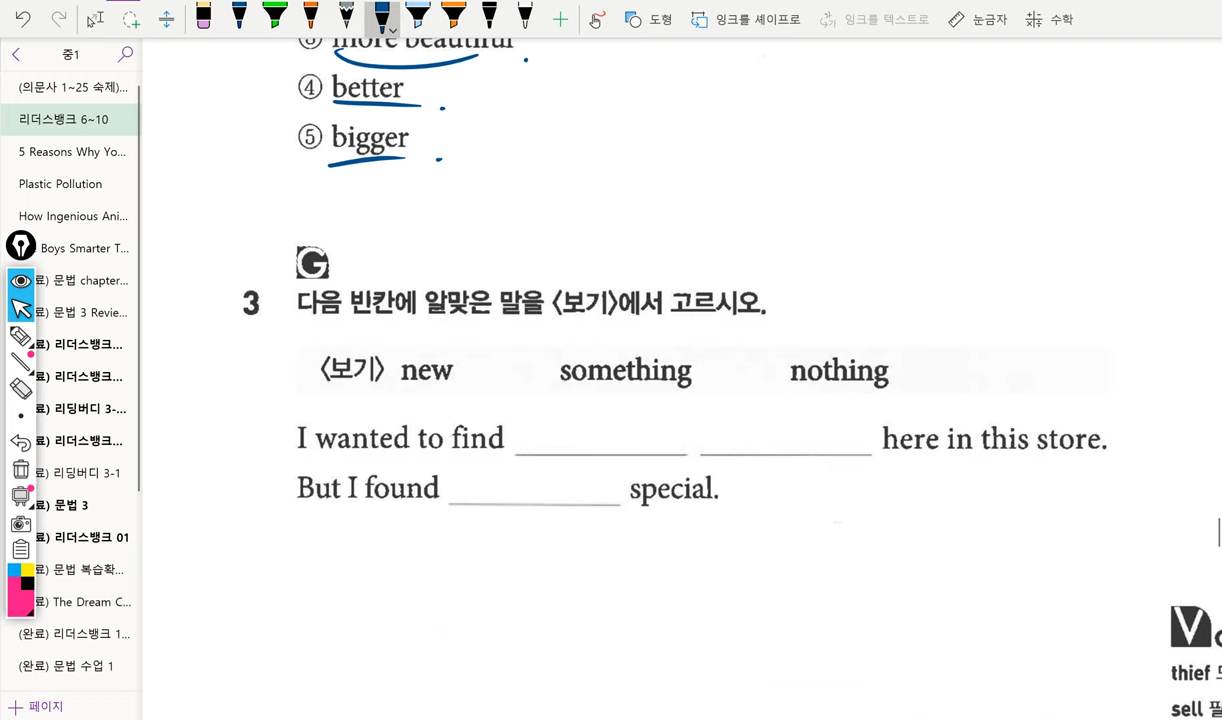 도형
잉크를 셰이프로
잉크를 텍스트로
눈금자
수학
중1
(의문사 1~25 숙제)...
리더스뱅크 6~10
5 Reasons Why Yo...
Plastic Pollution
How Ingenious Ani...
Boys Smarter T...
료) 문법 chapter...
료) 문법 3 Revie...
료) 리더스뱅크...
료) 리더스뱅크...
료) 리딩버디 3-...
료) 리더스뱅크...
료) 리딩버디 3-1
료) 문법 3
료) 리더스뱅크 01
료) 문법 복습확...
료) The Dream C...
(완료) 리더스뱅크 1...
(완료) 문법 수업 1
페이지
③ more beautiful
④ better
⑤ bigger
G
3 다음 빈칸에 알맞은 말을 〈보기〉에서 고르시오.
〈보기〉 new something nothing
I wanted to find ________ ________ here in this store.
But I found ________ special.
V
thief
sell